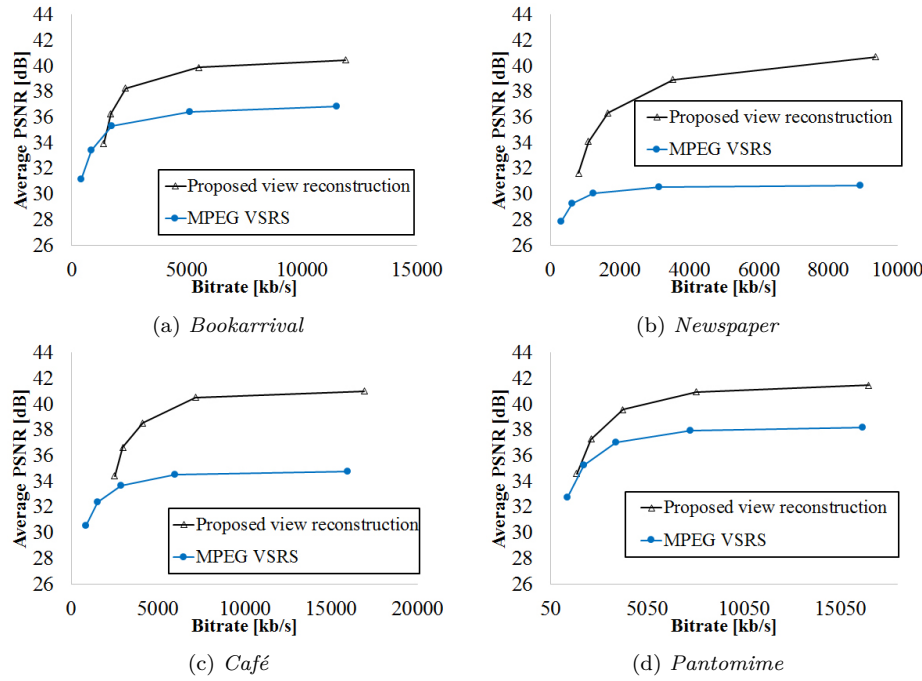 44
42
40
38
36
34
32
30
28
26
Average PSNR [dB]
Proposed view reconstruction
MPEG VSRS
0 5000 10000 15000
Bitrate [kb/s]
(a) Bookarrival
44
42
40
38
36
34
32
30
28
26
Average PSNR [dB]
Proposed view reconstruction
MPEG VSRS
0 2000 4000 6000 8000 10000
Bitrate [kb/s]
(b) Newspaper
44
42
40
38
36
34
32
30
28
26
Average PSNR [dB]
Proposed view reconstruction
MPEG VSRS
0 5000 10000 15000 20000
Bitrate [kb/s]
(c) Café
44
42
40
38
36
34
32
30
28
26
Average PSNR [dB]
Proposed view reconstruction
MPEG VSRS
50 5050 10050 15050
Bitrate [kb/s]
(d) Pantomime